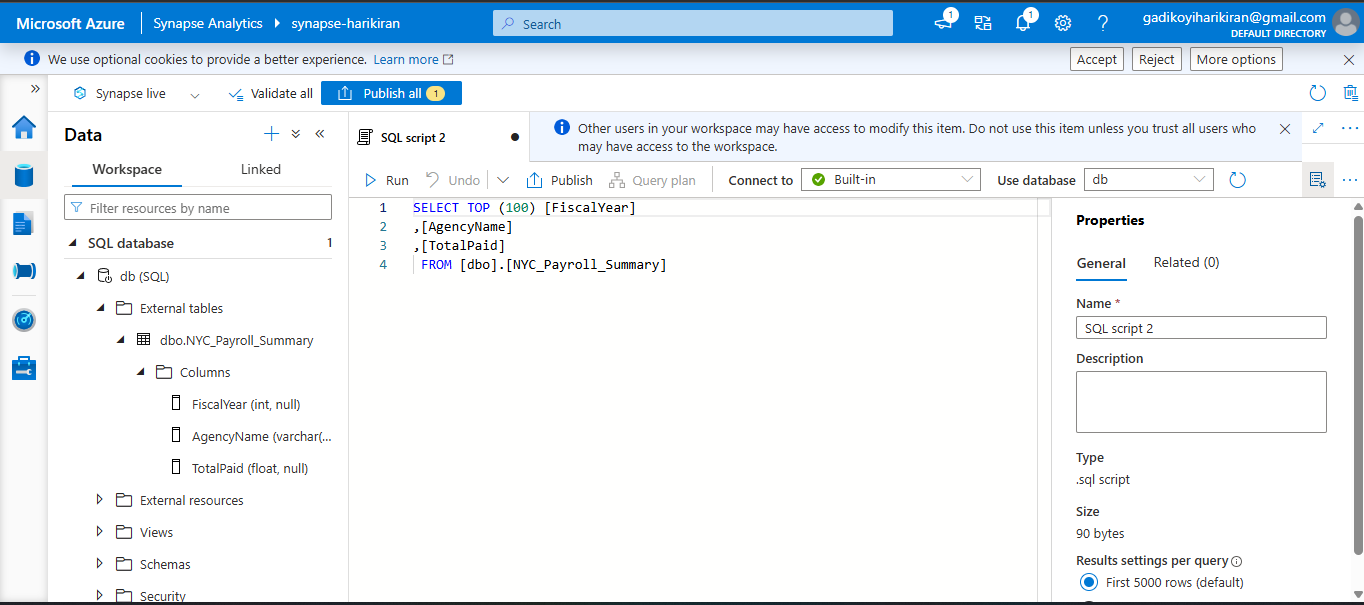 Microsoft Azure
Synapse Analytics
synapse-harikiran
Search
1
1
gadikoyiharikiran@gmail.com
DEFAULT DIRECTORY
We use optional cookies to provide a better experience. Learn more
Accept
Reject
More options
Synapse live
Validate all
Publish all 1
Data
Workspace
Linked
Filter resources by name
SQL database 1
db (SQL)
External tables
dbo.NYC_Payroll_Summary
Columns
FiscalYear (int, null)
AgencyName (varchar(...
TotalPaid (float, null)
External resources
Views
Schemas
Security
SQL script 2
Other users in your workspace may have access to modify this item. Do not use this item unless you trust all users who
may have access to the workspace.
Run
Undo
Publish
Query plan
Connect to
Built-in
Use database
db
1 SELECT TOP (100) [FiscalYear]
2 ,[AgencyName]
3 ,[TotalPaid]
4 FROM [dbo].[NYC_Payroll_Summary]
Properties
General
Related (0)
Name *
SQL script 2
Description
Type
.sql script
Size
90 bytes
Results settings per query
First 5000 rows (default)